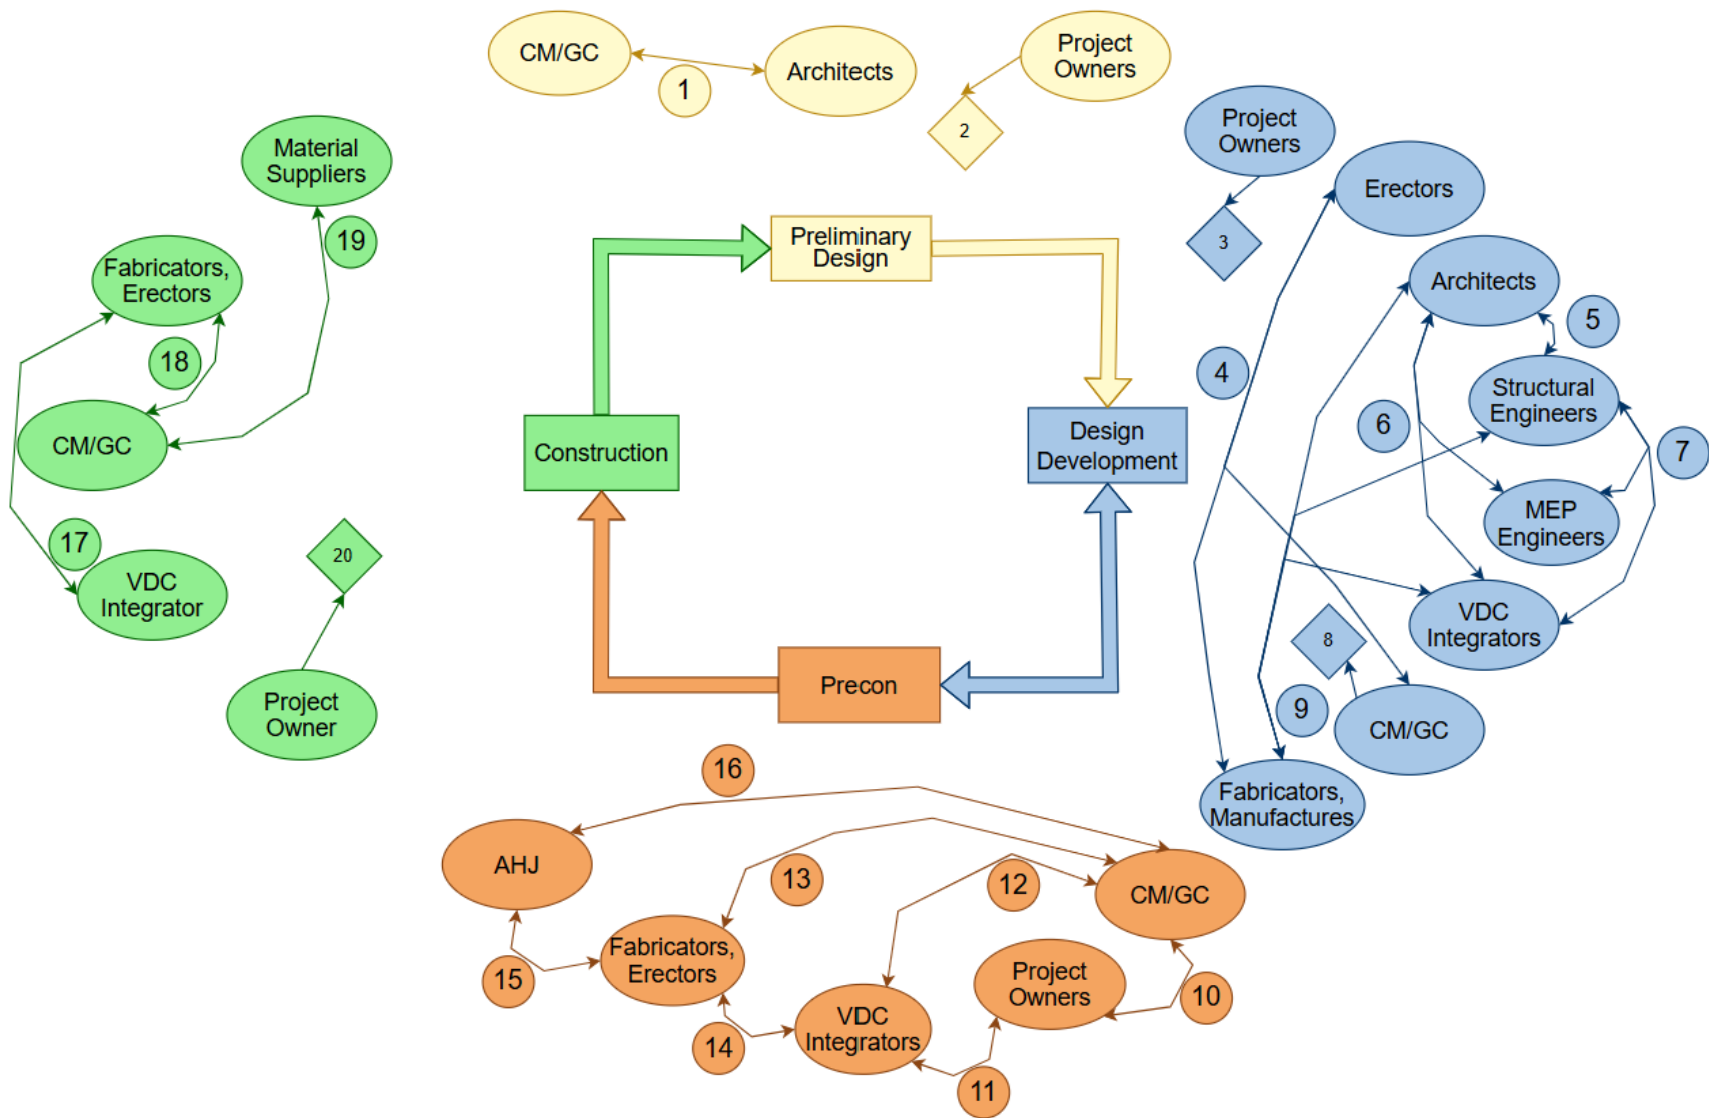 CM/GC
1
Architects
Project
Owners
2
Project
Owners
3
Erectors
Architects
4
5
Structural
Engineers
6
7
MEP
Engineers
VDC
Integrators
8
9
CM/GC
Fabricators,
Manufactures
Material
Suppliers
19
Fabricators,
Erectors
18
CM/GC
17
VDC
Integrator
20
Project
Owner
Preliminary
Design
Construction
Design
Development
Precon
16
AHJ
13
12
CM/GC
15
Fabricators,
Erectors
Project
Owners
10
14
VDC
Integrators
11